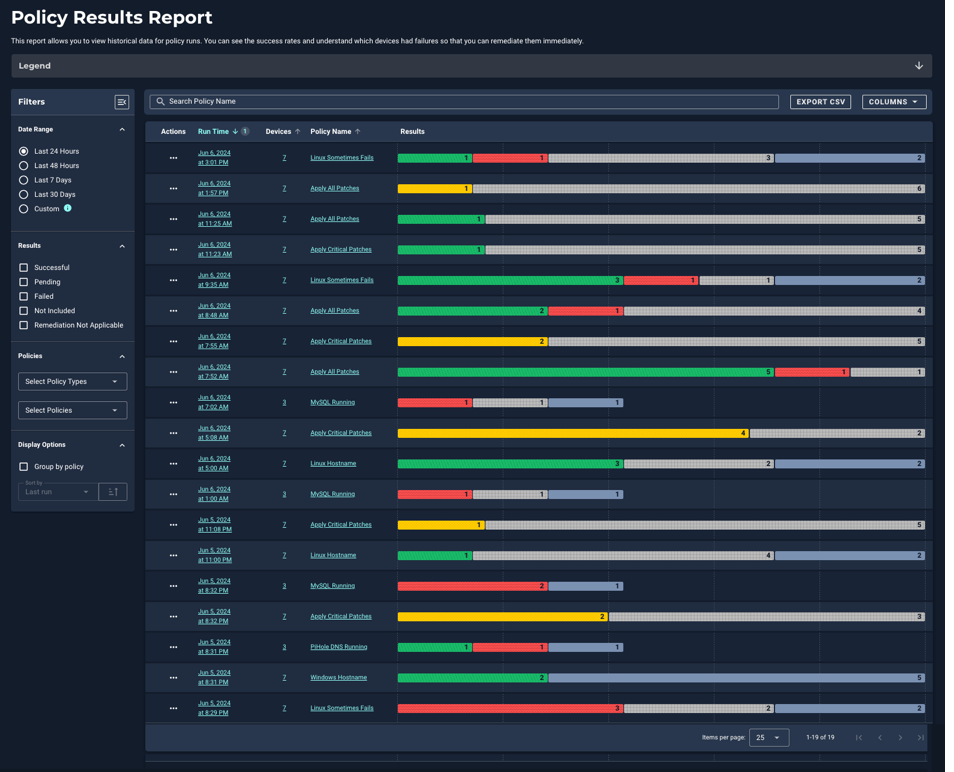 Policy Results Report
This report allows you to view historical data for policy runs. You can see the success rates and understand which devices had failures so that you can remediate them immediately.
Legend
Filters
Date Range
Last 24 Hours
Last 48 Hours
Last 7 Days
Last 30 Days
Custom
Results
Successful
Pending
Failed
Not Included
Remediation Not Applicable
Policies
Select Policy Types
Select Policies
Display Options
Group by policy
Sort by
Last run
Search Policy Name
EXPORT CSV
COLUMNS
Actions Run Time 1 Devices Policy Name Results
Jun 6, 2024
at 3:01 PM 7 Linux Sometimes Fails 1 1 3 2
Jun 6, 2024
at 1:57 PM 7 Apply All Patches 1 6
Jun 6, 2024
at 11:25 AM 7 Apply All Patches 1 5
Jun 6, 2024
at 11:23 AM 7 Apply Critical Patches 1 5
Jun 6, 2024
at 9:35 AM 7 Linux Sometimes Fails 3 1 1 2
Jun 6, 2024
at 8:48 AM 7 Apply All Patches 2 1 4
Jun 6, 2024
at 7:55 AM 7 Apply Critical Patches 2 5
Jun 6, 2024
at 7:52 AM 7 Apply All Patches 5 1 1
Jun 6, 2024
at 7:02 AM 3 MySQL Running 1 1 1
Jun 6, 2024
at 5:08 AM 7 Apply Critical Patches 4 2
Jun 6, 2024
at 5:00 AM 7 Linux Hostname 3 2 2
Jun 6, 2024
at 1:00 AM 3 MySQL Running 1 1 1
Jun 5, 2024
at 11:08 PM 7 Apply Critical Patches 1 5
Jun 5, 2024
at 11:00 PM 7 Linux Hostname 1 4 2
Jun 5, 2024
at 8:32 PM 3 MySQL Running 2 1
Jun 5, 2024
at 8:32 PM 7 Apply Critical Patches 2 3
Jun 5, 2024
at 8:31 PM 3 PiHole DNS Running 1 1 1
Jun 5, 2024
at 8:31 PM 7 Windows Hostname 2 5
Jun 5, 2024
at 8:29 PM 7 Linux Sometimes Fails 3 2 2
Items per page: 25 1-19 of 19